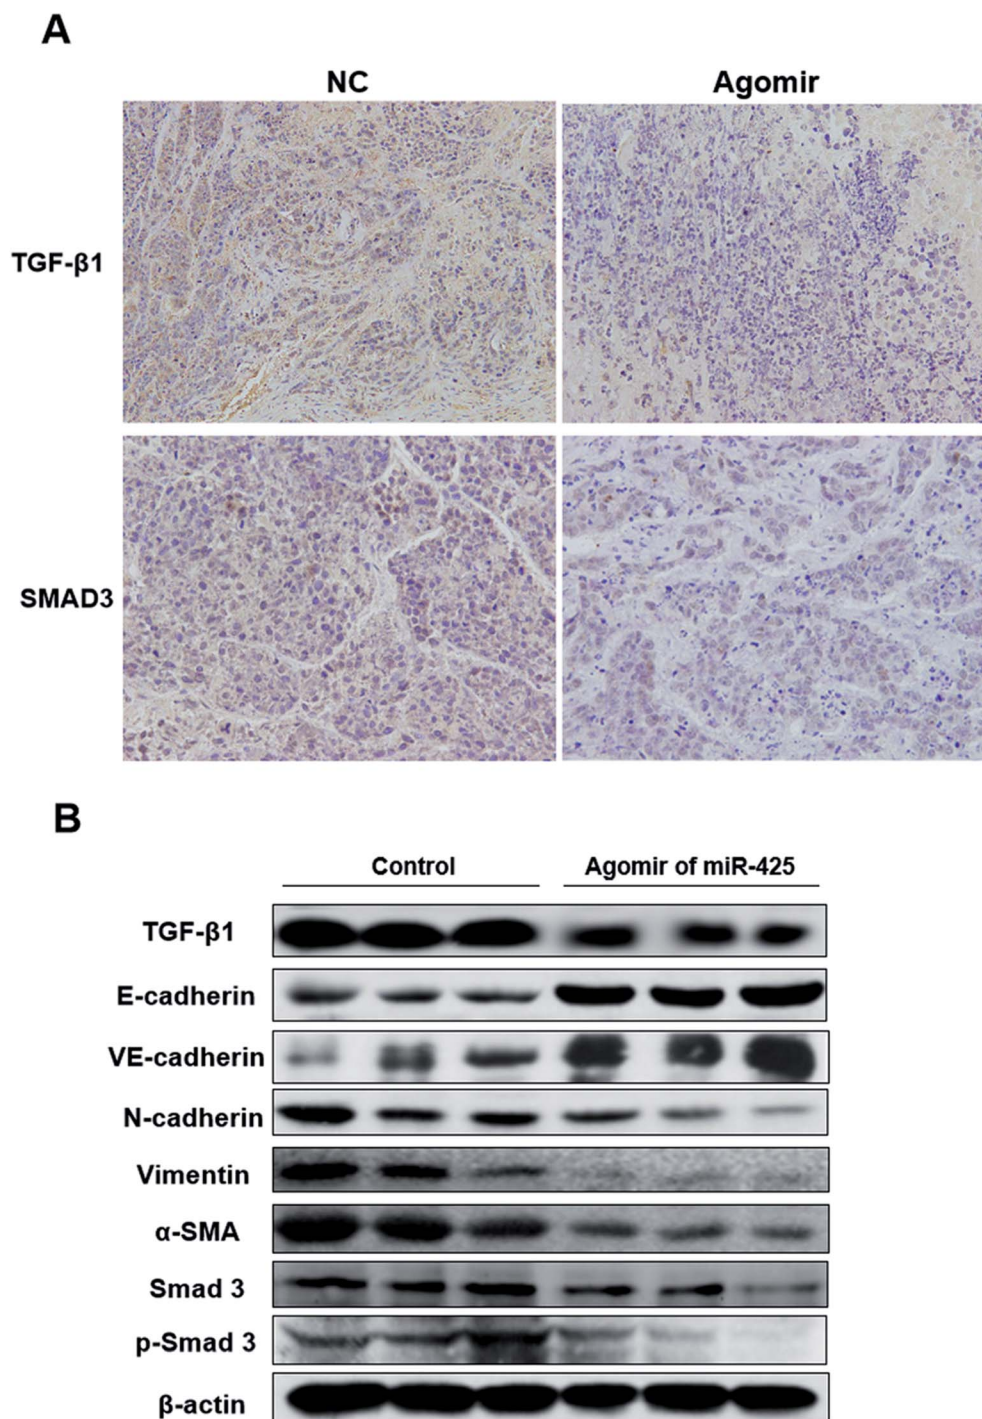 A
NC Agomir
TGF-β1
SMAD3
B
Control Agomir of miR-425
TGF-β1
E-cadherin
VE-cadherin
N-cadherin
Vimentin
α-SMA
Smad 3
p-Smad 3
β-actin